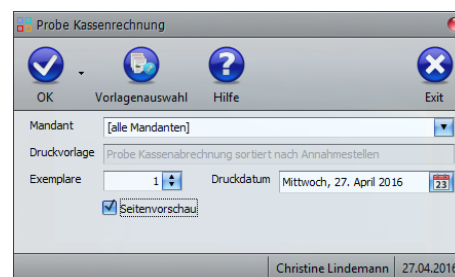 Probe Kassenrechnung
OK Vorlagenauswahl Hilfe Exit
Mandant [alle Mandanten]
Druckvorlage Probe Kassenabrechnung sortiert nach Annahmestellen
Exemplare 1 Druckdatum Mittwoch, 27. April 2016 23
Seitenvorschau
Christine Lindemann 27.04.2016